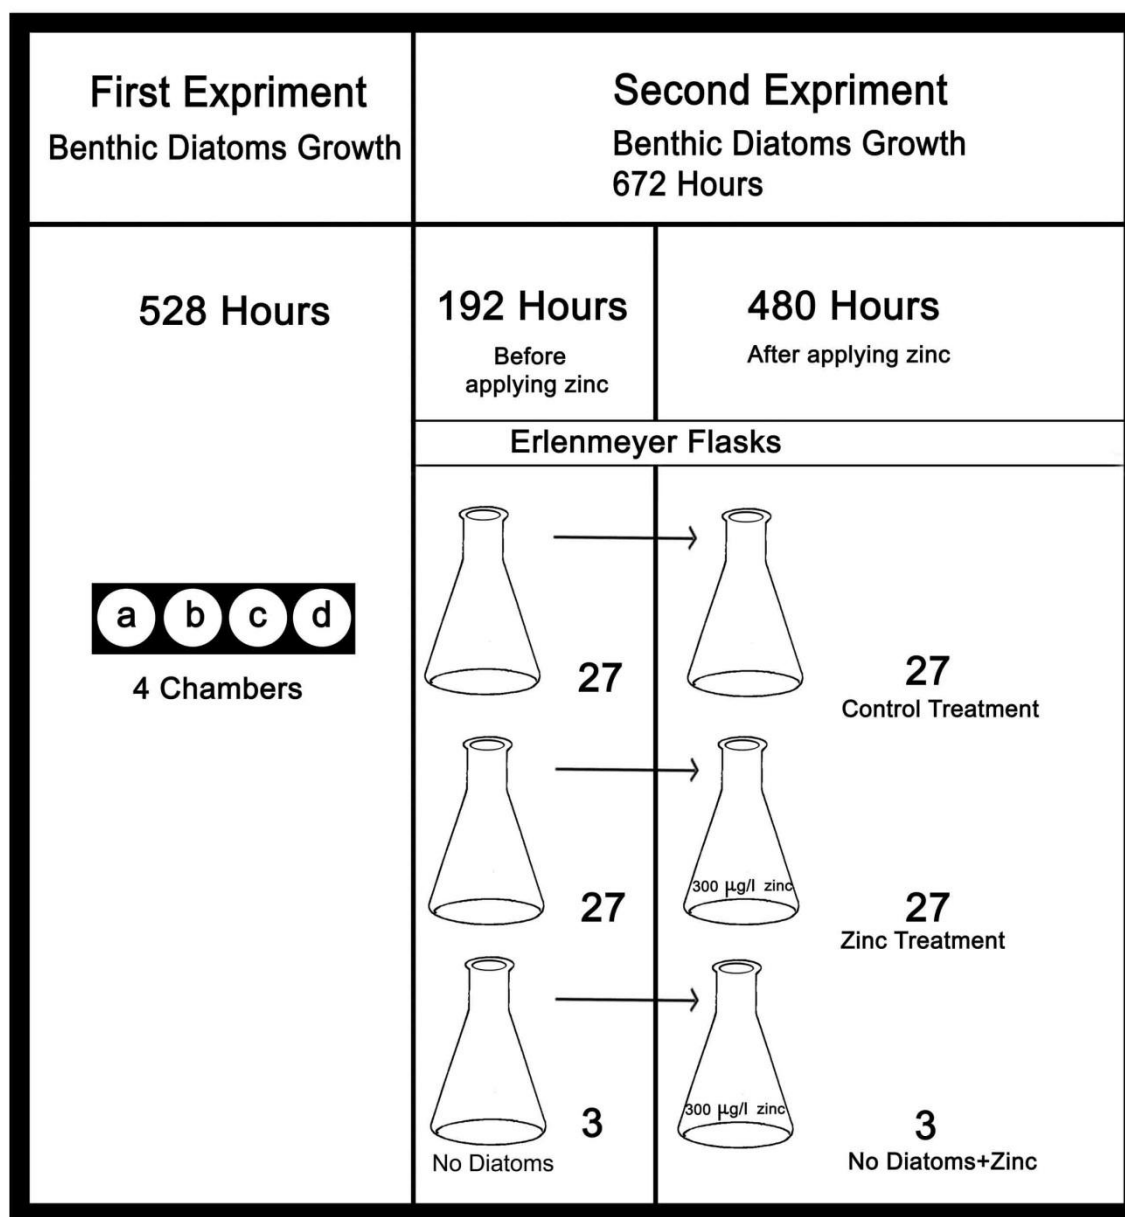 First Expriment
Benthic Diatoms Growth
Second Expriment
Benthic Diatoms Growth
672 Hours
528 Hours
192 Hours
Before
applying zinc
480 Hours
After applying zinc
Erlenmeyer Flasks
a b c d
4 Chambers
27
27
Control Treatment
300 µg/l zinc
27
27
Zinc Treatment
300 µg/l zinc
3
No Diatoms
3
No Diatoms+Zinc